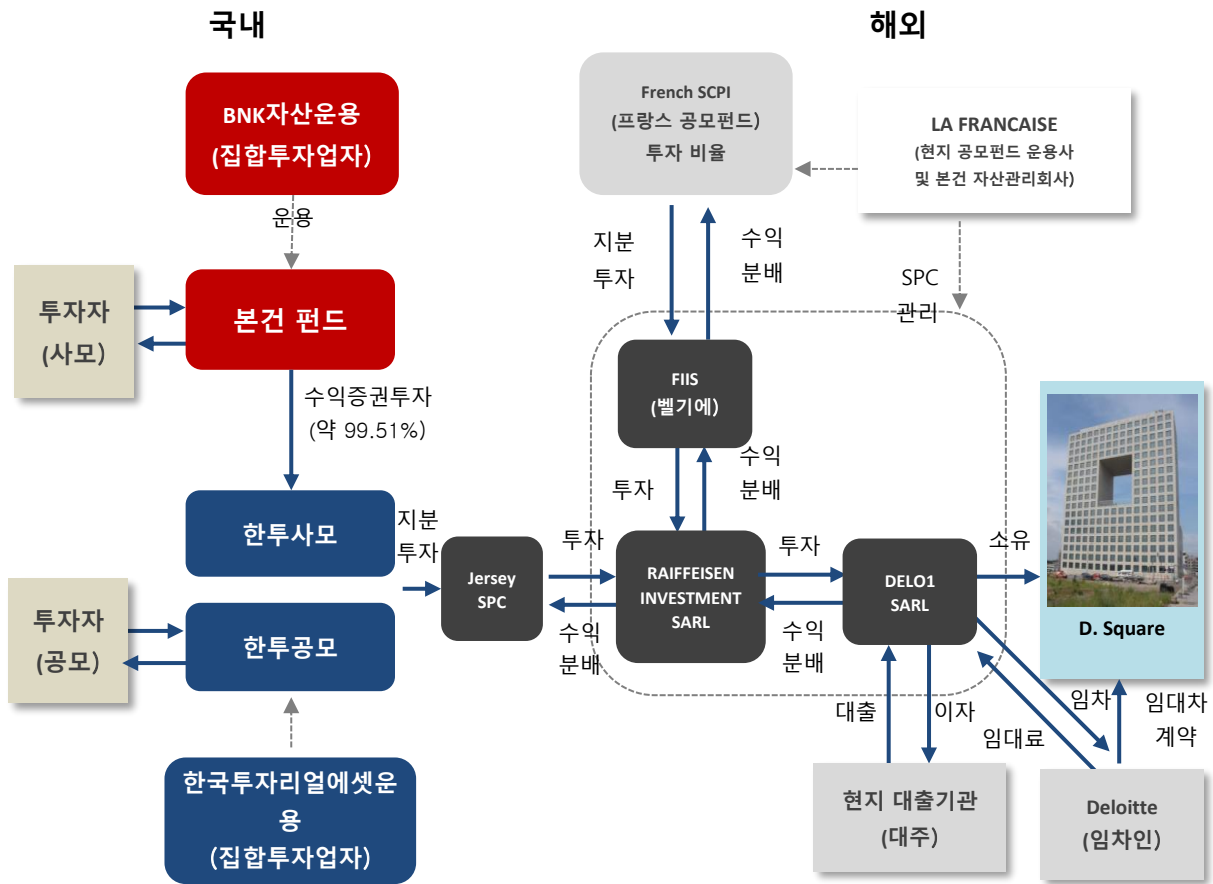 국내
해외
BNK자산운용
(집합투자업자)
운용
투자자
(사모)
본건 펀드
수익증권투자
(약 99.51%)
한투사모
투자자
(공모)
한투공모
한국투자리얼에셋운
용
(집합투자업자)
French SCPI
(프랑스 공모펀드)
투자 비율
LA FRANCAISE
(현지 공모펀드 운용사
및 본건 자산관리회사)
지분
투자
수익
분배
SPC
관리
FIIS
(벨기에)
투자
수익
분배
지분
투자
Jersey
SPC
투자
수익
분배
RAIFFEISEN
INVESTMENT
SARL
투자
수익
분배
DELO1
SARL
소유
D. Square
대출
이자
임대료
임차
임대차
계약
현지 대출기관
(대주)
Deloitte
(임차인)